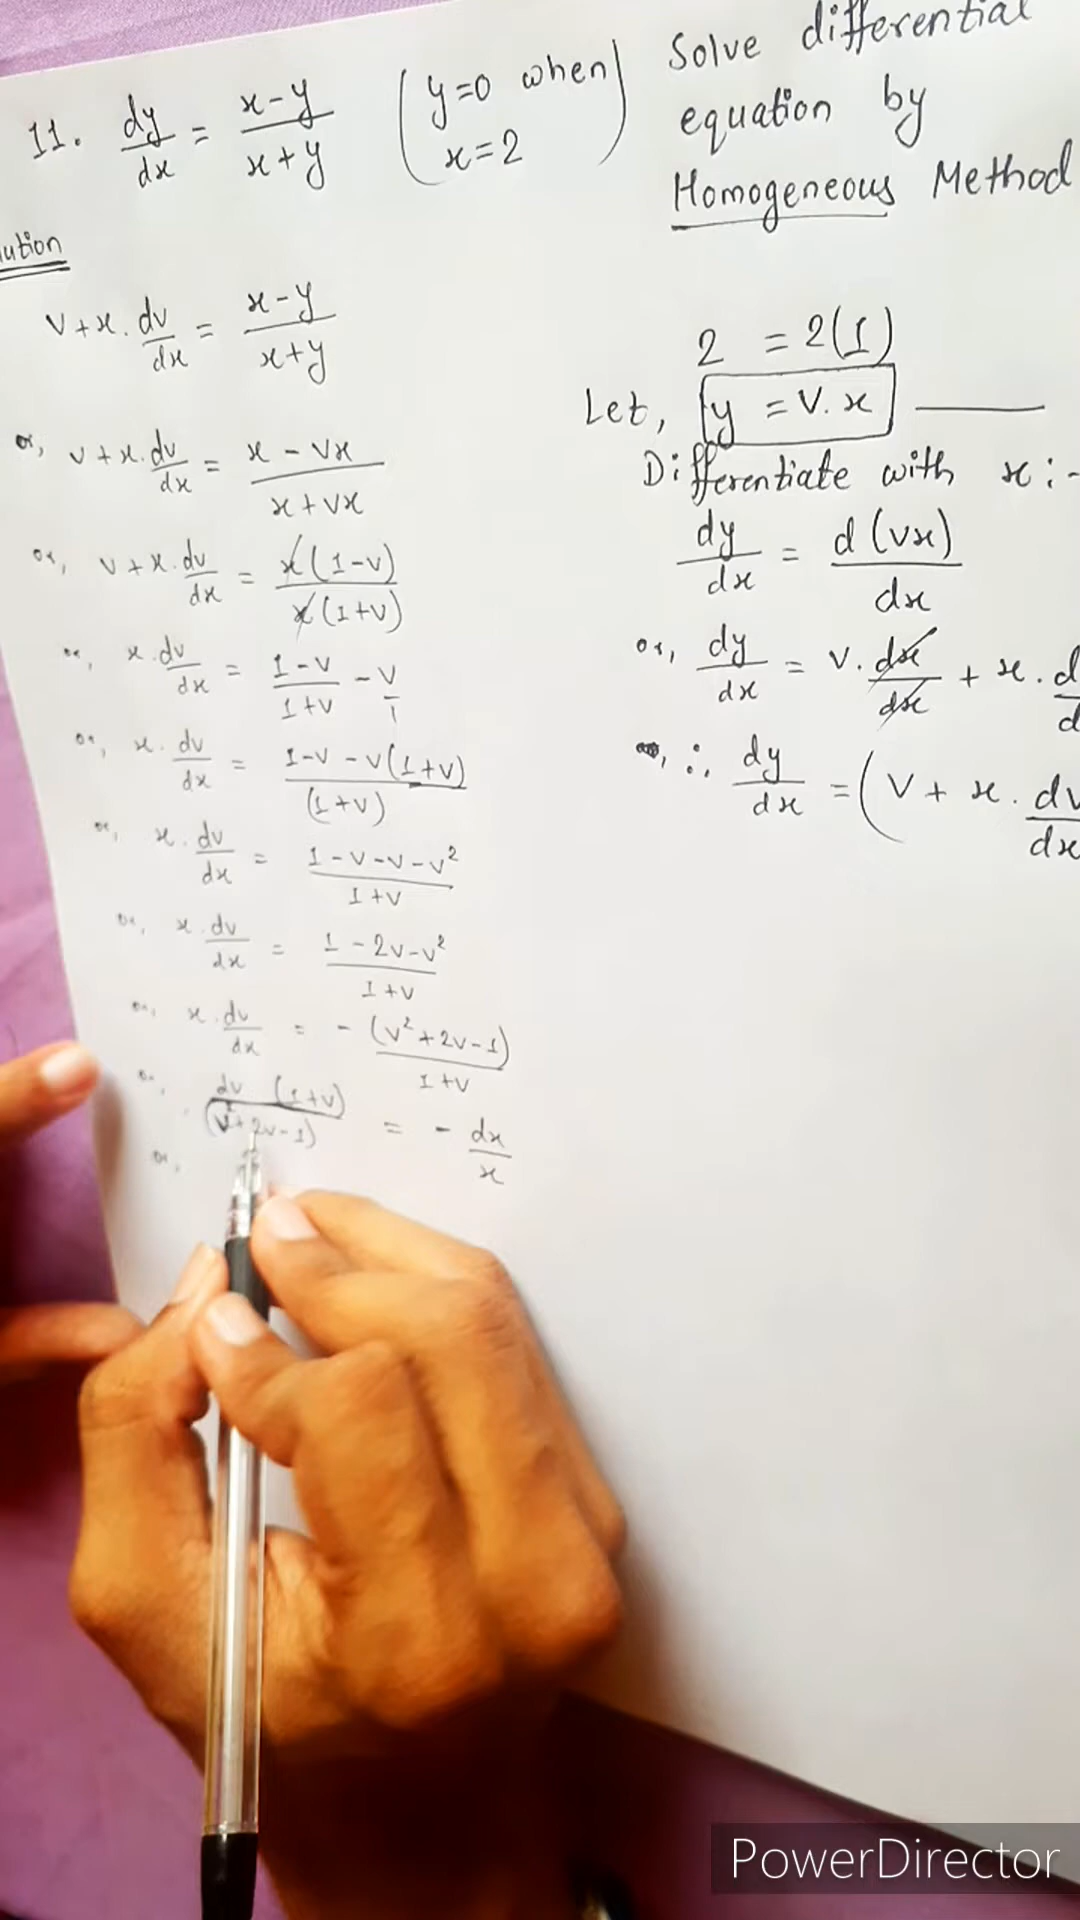 11. dy/dx = x-y/x+y (y=0 when x=2)
Solve differential
equation by
Homogeneous Method
v+x.dv/dx = x-y/x+y
or, v+x.dv/dx = x-vx/x+vx
or, v+x.dv/dx = x(1-v)/x(1+v)
or, x.dv/dx = 1-v/1+v - v/1
or, x.dv/dx = 1-v-v(1+v)/(1+v)
or, x.dv/dx = 1-v-v-v²/1+v
or, x.dv/dx = 1-2v-v²/1+v
or, x.dv/dx = -(v²+2v-1)/1+v
or, dv (1+v)/(v²+2v-1) = -dx/x
or,
2 = 2(1)
Let, y = v.x
Differentiate with x:-
dy/dx = d(vx)/dx
or, dy/dx = v.dx/dx + x.
∴ dy/dx = (v + x.dv/dx
PowerDirector